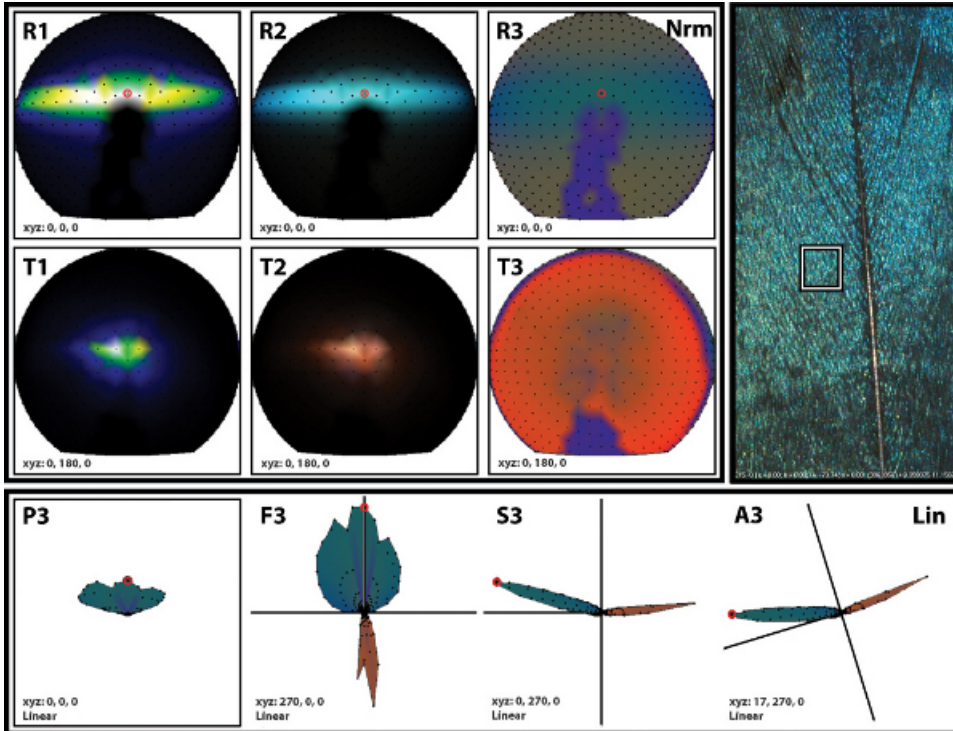 R1
R2
R3
Nrm
xyz: 0, 0, 0
xyz: 0, 0, 0
xyz: 0, 0, 0
T1
T2
T3
xyz: 0, 180, 0
xyz: 0, 180, 0
xyz: 0, 180, 0
P3
F3
S3
A3
Lin
xyz: 0, 0, 0
Linear
xyz: 270, 0, 0
Linear
xyz: 0, 270, 0
Linear
xyz: 17, 270, 0
Linear